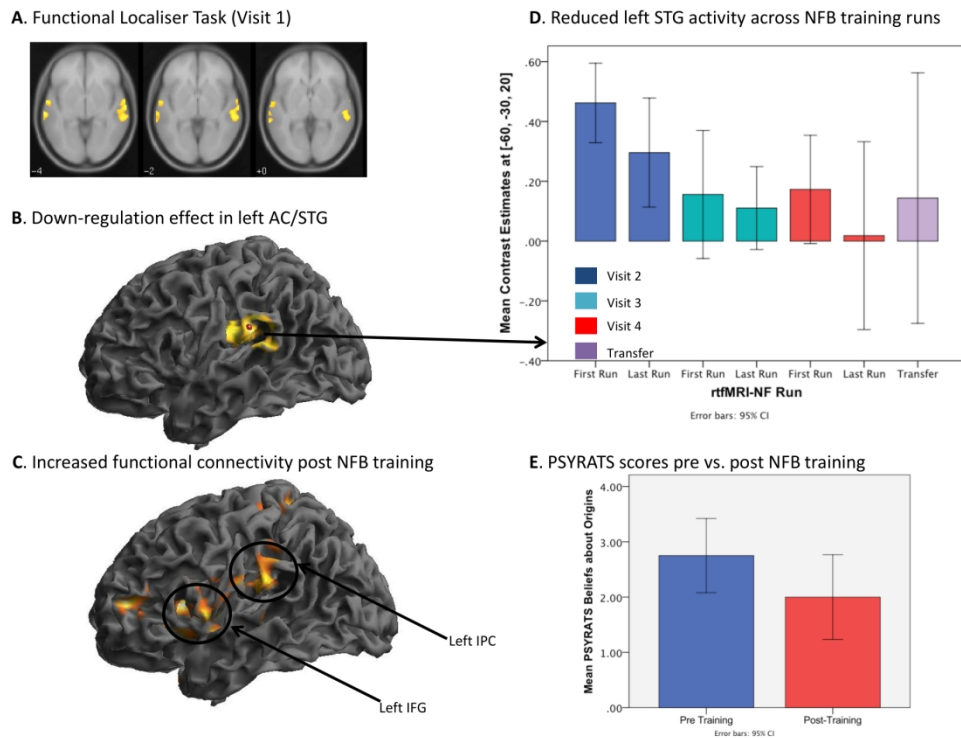 A. Functional Localiser Task (Visit 1)
-4
-2
+0
B. Down-regulation effect in left AC/STG
C. Increased functional connectivity post NFB training
Left IPC
Left IFG
D. Reduced left STG activity across NFB training runs
Mean Contrast Estimates at [-60, -30, 20]
.60
.40
.20
.00
-.20
-.40
Visit 2
Visit 3
Visit 4
Transfer
First Run Last Run First Run Last Run First Run Last Run Transfer
rtfMRI-NF Run
Error bars: 95% CI
E. PSYRATS scores pre vs. post NFB training
Mean PSYRATS Beliefs about Origins
4.00
3.00
2.00
1.00
.00
Pre Training Post-Training
Error bars: 95% CI